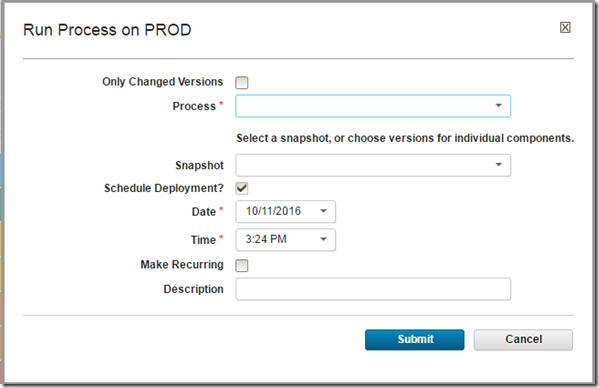 Run Process on PROD
Only Changed Versions
Process *
Select a snapshot, or choose versions for individual components.
Snapshot
Schedule Deployment?
Date * 10/11/2016
Time * 3:24 PM
Make Recurring
Description
Submit Cancel